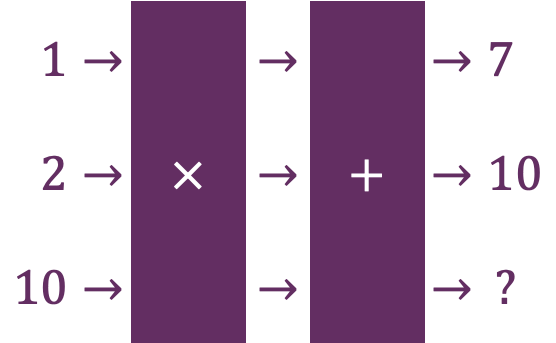 1 → → → 7
2 → × → + → 10
10 → → → ?